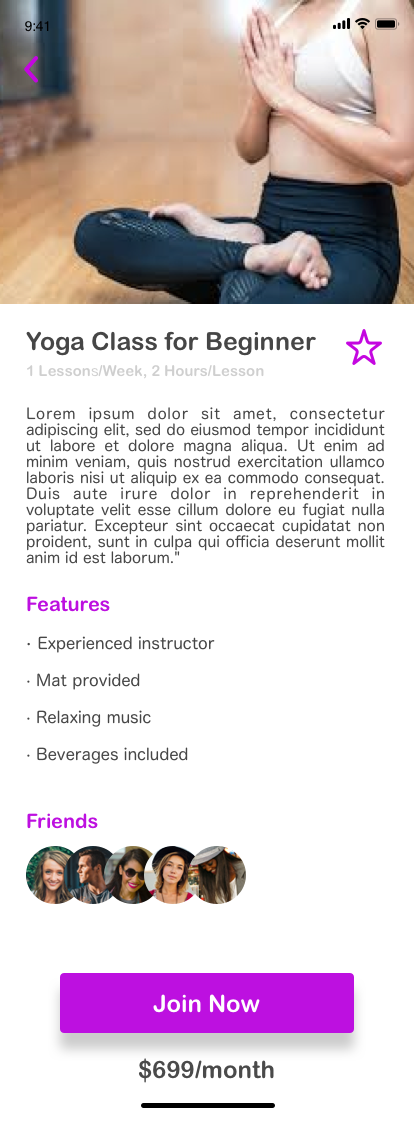 9:41
Yoga Class for Beginner
1 Lessons/Week, 2 Hours/Lesson
Lorem ipsum dolor sit amet, consectetur
adipiscing elit, sed do eiusmod tempor incididunt
ut labore et dolore magna aliqua. Ut enim ad
minim veniam, quis nostrud exercitation ullamco
laboris nisi ut aliquip ex ea commodo consequat.
Duis aute irure dolor in reprehenderit in
voluptate velit esse cillum dolore eu fugiat nulla
pariatur. Excepteur sint occaecat cupidatat non
proident, sunt in culpa qui officia deserunt mollit
anim id est laborum."
Features
· Experienced instructor
· Mat provided
· Relaxing music
· Beverages included
Friends
Join Now
$699/month